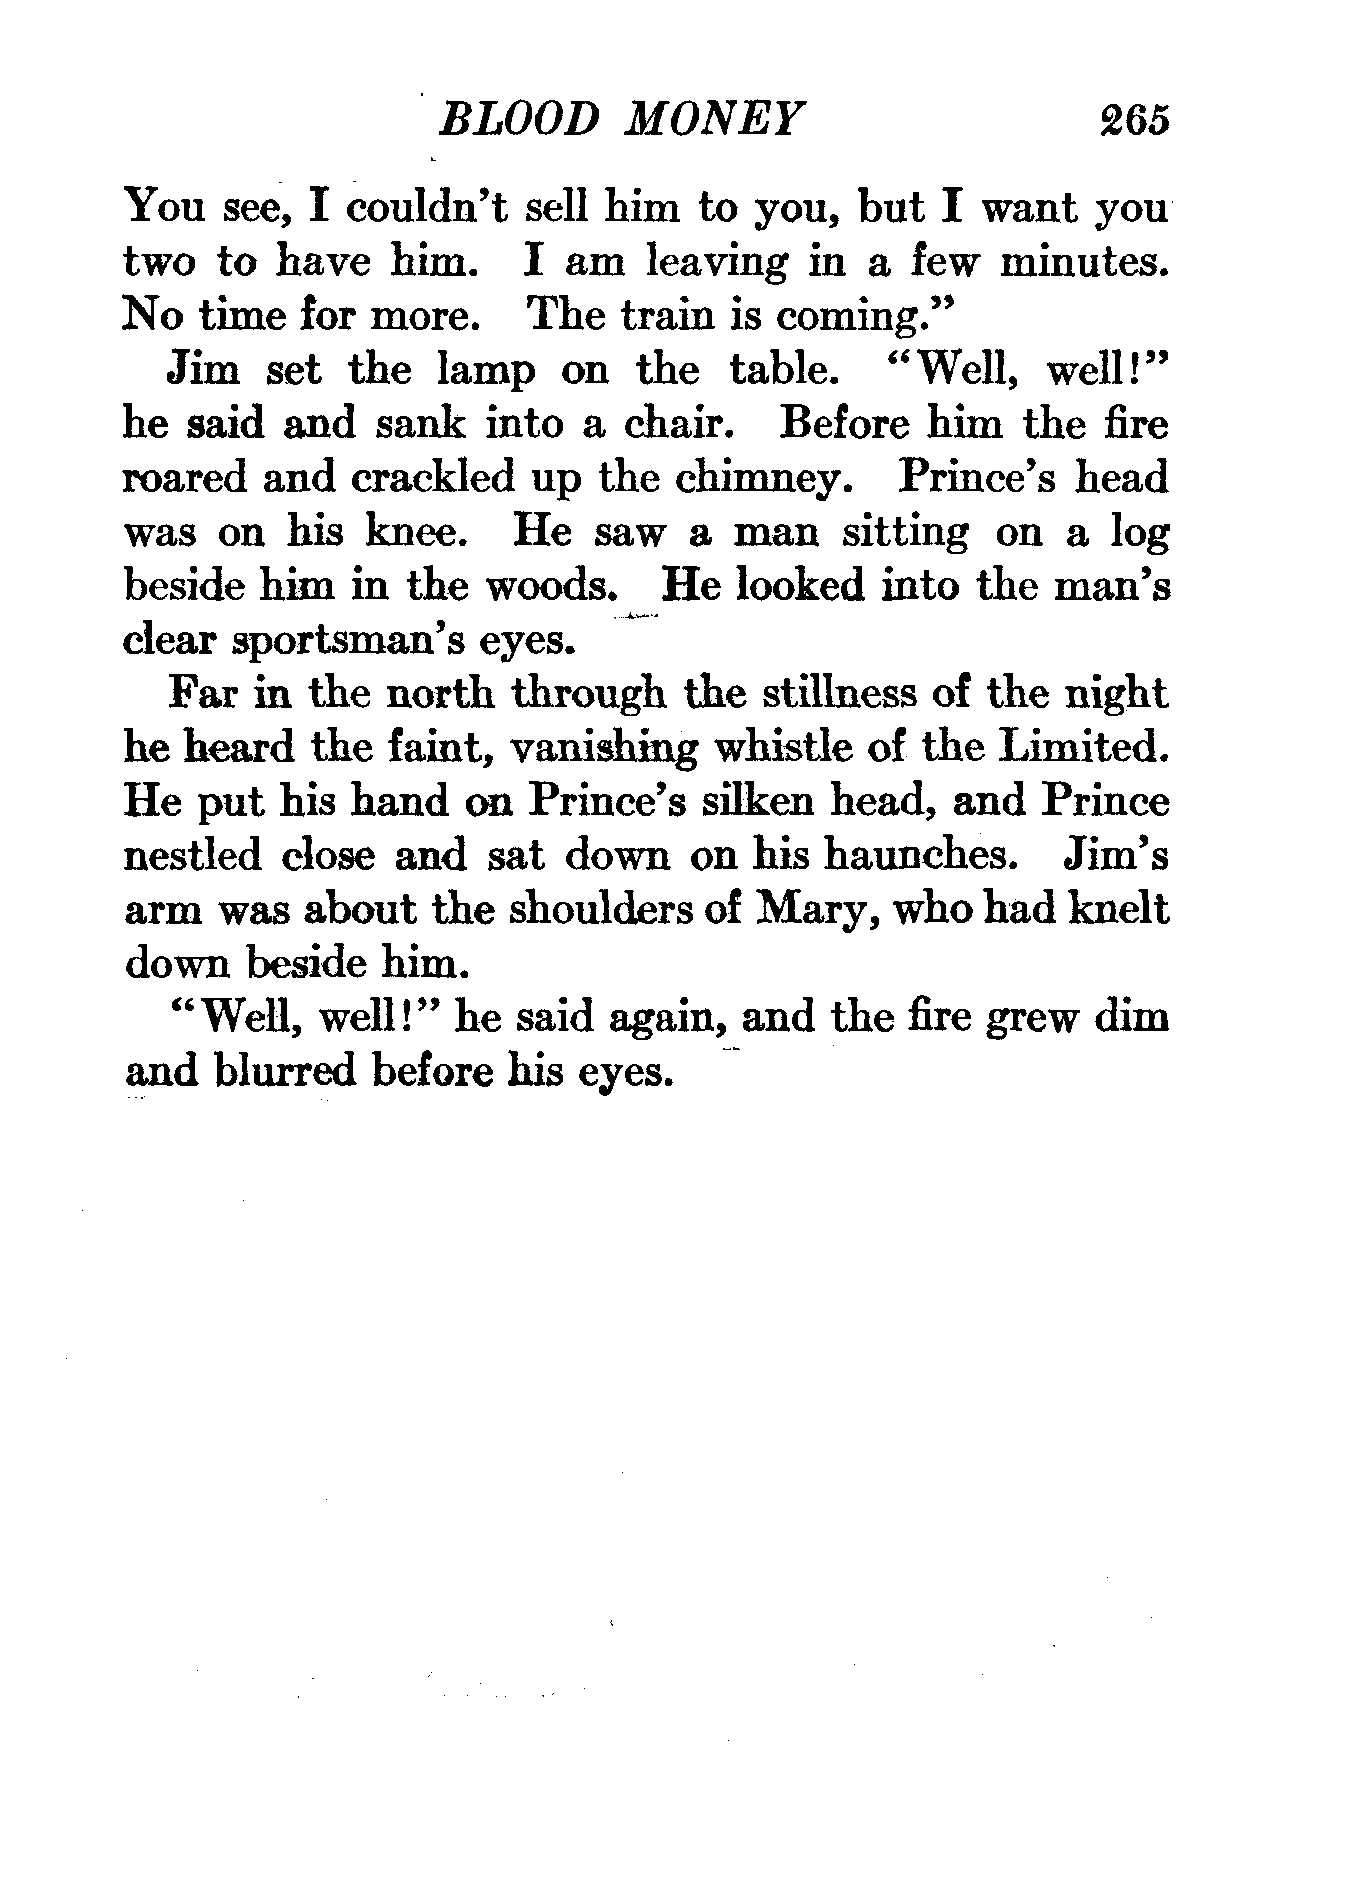 BLOOD MONEY 265
You see, I couldn't sell him to you, but I want you
two to have him. I am leaving in a few minutes.
No time for more. The train is coming."
Jim set the lamp on the table. "Well, well!"
he said and sank into a chair. Before him the fire
roared and crackled up the chimney. Prince's head
was on his knee. He saw a man sitting on a log
beside him in the woods. He looked into the man's
clear sportsman's eyes.
Far in the north through the stillness of the night
he heard the faint, vanishing whistle of the Limited.
He put his hand on Prince's silken head, and Prince
nestled close and sat down on his haunches. Jim's
arm was about the shoulders of Mary, who had knelt
down beside him.
"Well, well!" he said again, and the fire grew dim
and blurred before his eyes.